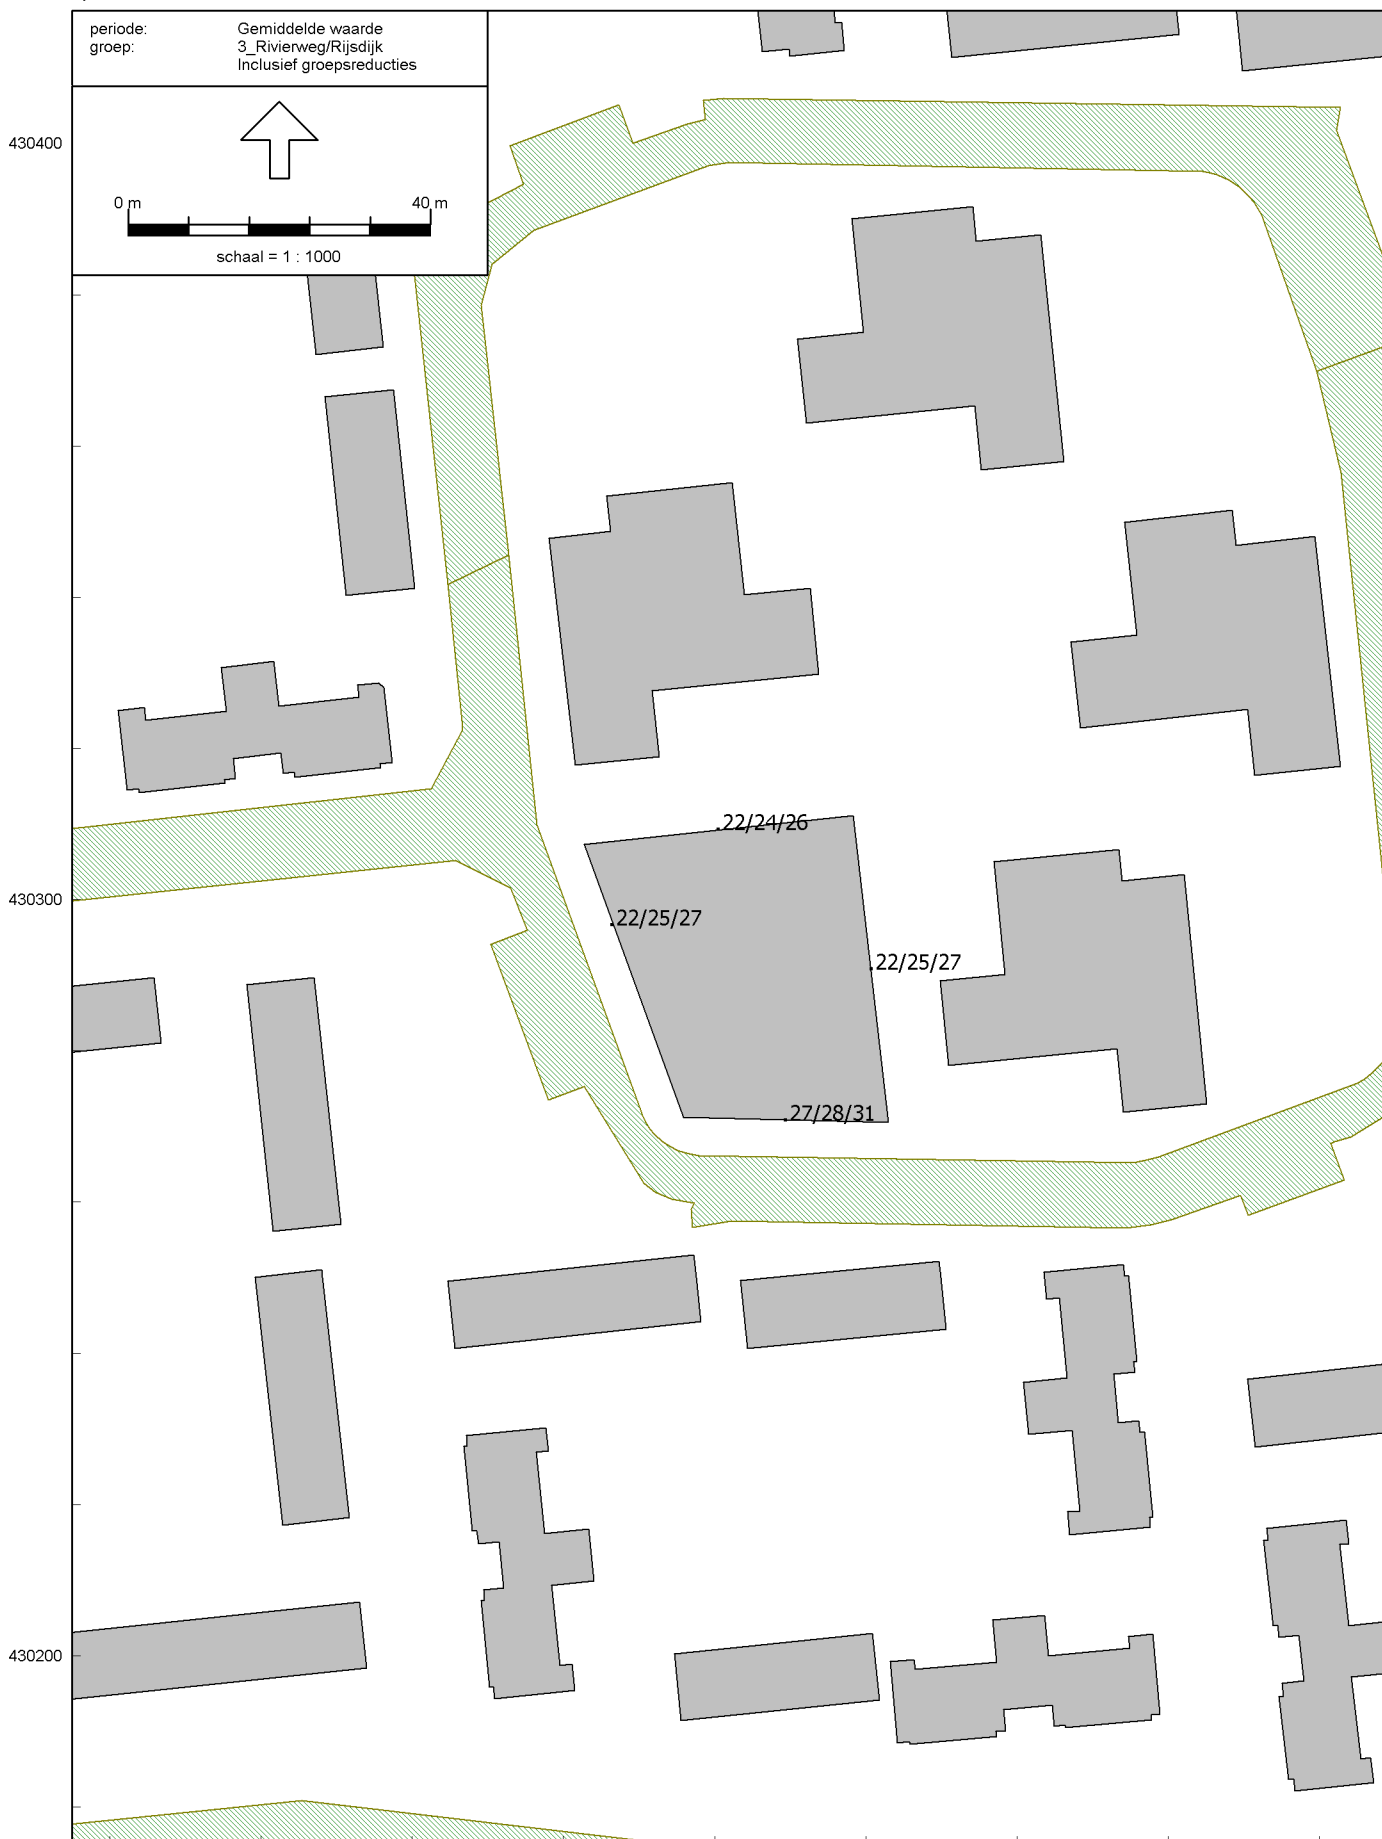 periode: Gemiddelde waarde
groep: 3_Rivierweg/Rijsdijk
Inclusief groepsreducties
0 m 40 m
schaal = 1 : 1000
430400
.22/24/26
430300
.22/25/27
.22/25/27
.27/28/31
430200